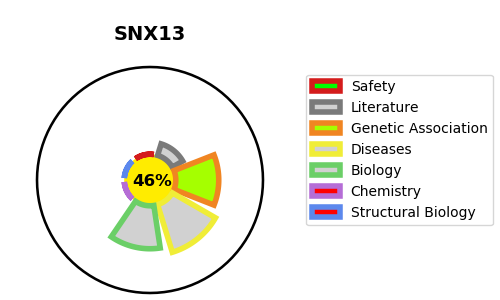 SNX13
46%
Safety
Literature
Genetic Association
Diseases
Biology
Chemistry
Structural Biology